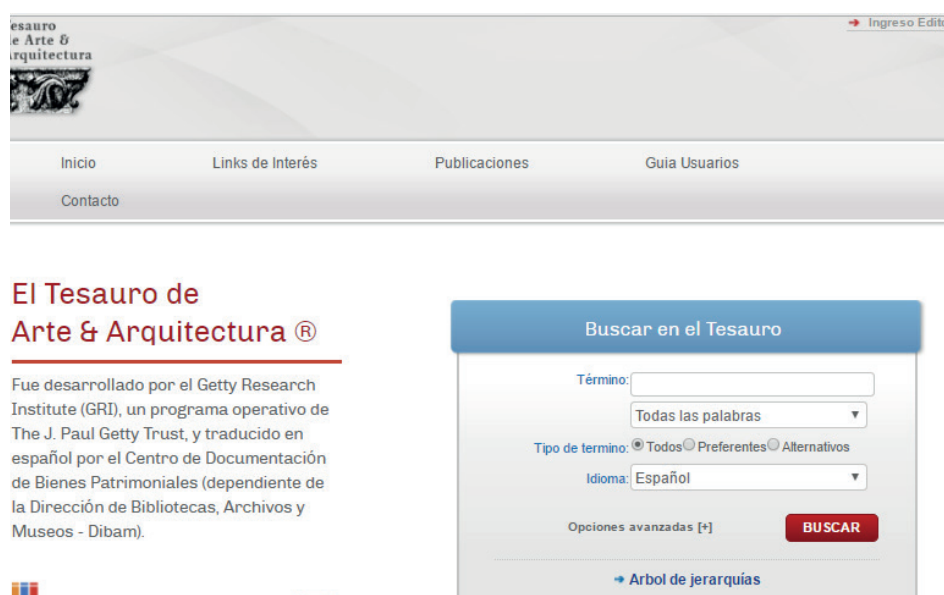 esauro
e Arte &
rquitectura
Ingreso Edito
Inicio
Links de Interés
Publicaciones
Guia Usuarios
Contacto
El Tesauro de
Arte & Arquitectura ®
Fue desarrollado por el Getty Research
Institute (GRI), un programa operativo de
The J. Paul Getty Trust, y traducido en
español por el Centro de Documentación
de Bienes Patrimoniales (dependiente de
la Dirección de Bibliotecas, Archivos y
Museos - Dibam).
Buscar en el Tesauro
Término:
Todas las palabras
Tipo de termino: Todos Preferentes Alternativos
Idioma: Español
Opciones avanzadas [+]
BUSCAR
Arbol de jerarquías